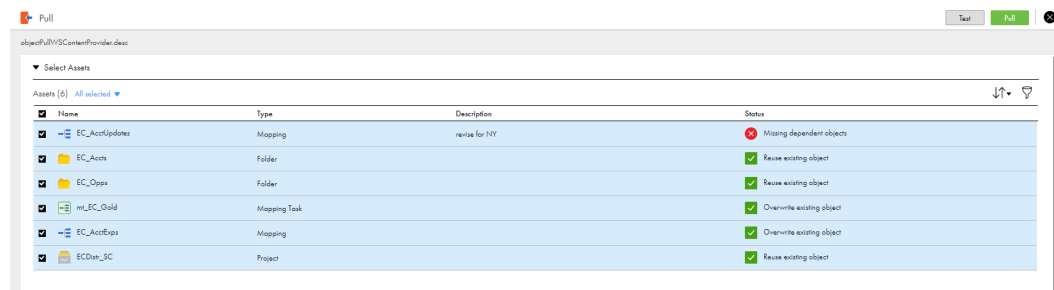 Pull
Test
Pull
objectPullWSContentProvider.desc
Select Assets
Assets (6) All selected
Name Type Description Status
EC_AcctUpdates Mapping revise for NY Missing dependent objects
EC_Accts Folder Reuse existing object
EC_Opps Folder Reuse existing object
mt_EC_Gold Mapping Task Overwrite existing object
EC_AcctExps Mapping Overwrite existing object
ECDistr_SC Project Reuse existing object